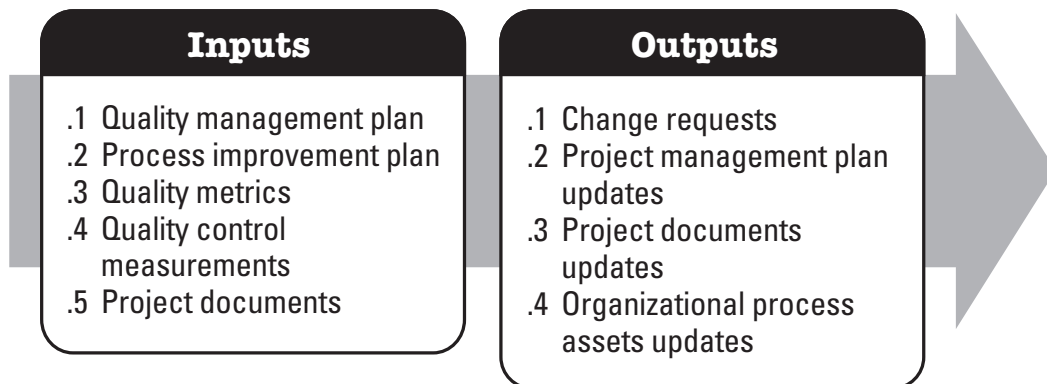 Inputs
.1 Quality management plan
.2 Process improvement plan
.3 Quality metrics
.4 Quality control
measurements
.5 Project documents
Outputs
.1 Change requests
.2 Project management plan
updates
.3 Project documents
updates
.4 Organizational process
assets updates